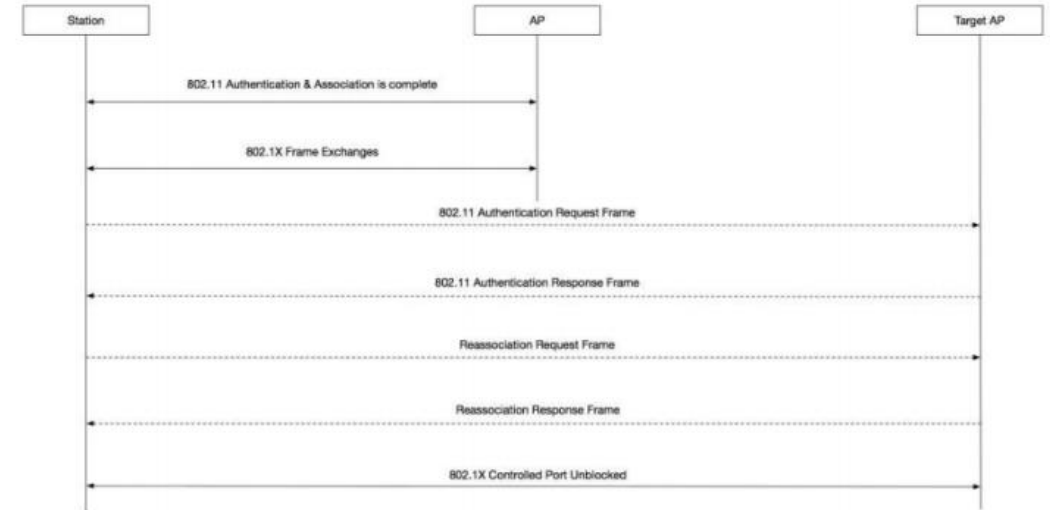 Station
AP
Target AP
802.11 Authentication & Association is complete
802.1X Frame Exchanges
802.11 Authentication Request Frame
802.11 Authentication Response Frame
Reassociation Request Frame
Reassociation Response Frame
802.1X Controlled Port Unblocked